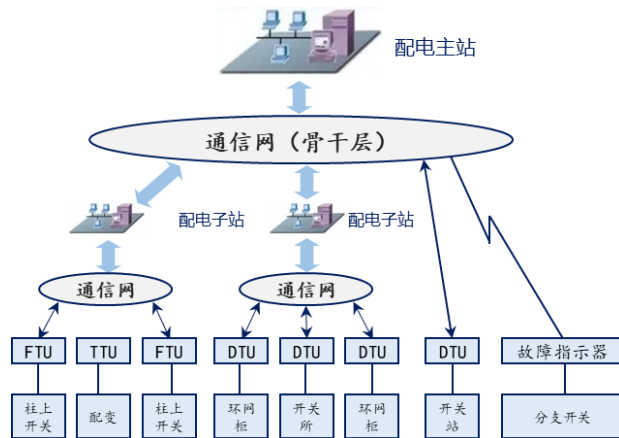 配电主站
通信网（骨干层）
配电子站
配电子站
通信网
通信网
FTU
TTU
FTU
DTU
DTU
DTU
DTU
故障指示器
柱上
开关
配变
柱上
开关
环网
柜
开关
所
环网
柜
开关
站
分支开关